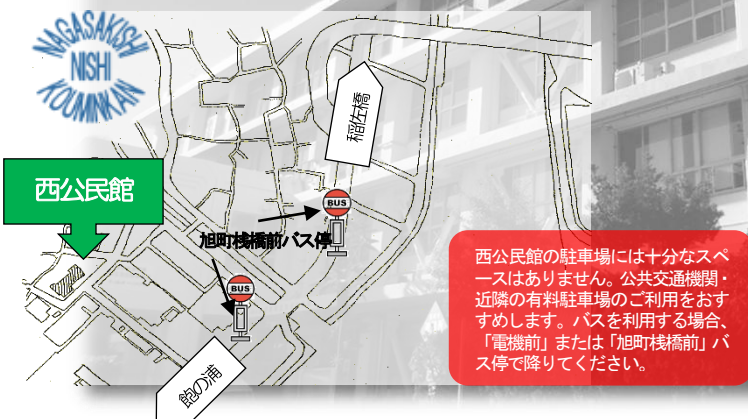 NAGASAKISHI
NISHI
KOUMINKAN
稲佐橋
西公民館
BUS
旭町桟橋前バス停
BUS
飽の浦
西公民館の駐車場には十分なスペ
ースはありません。公共交通機関・
近隣の有料駐車場のご利用をおす
すめします。バスを利用する場合、
「電機前」または「旭町桟橋前」バ
ス停で降りてください。